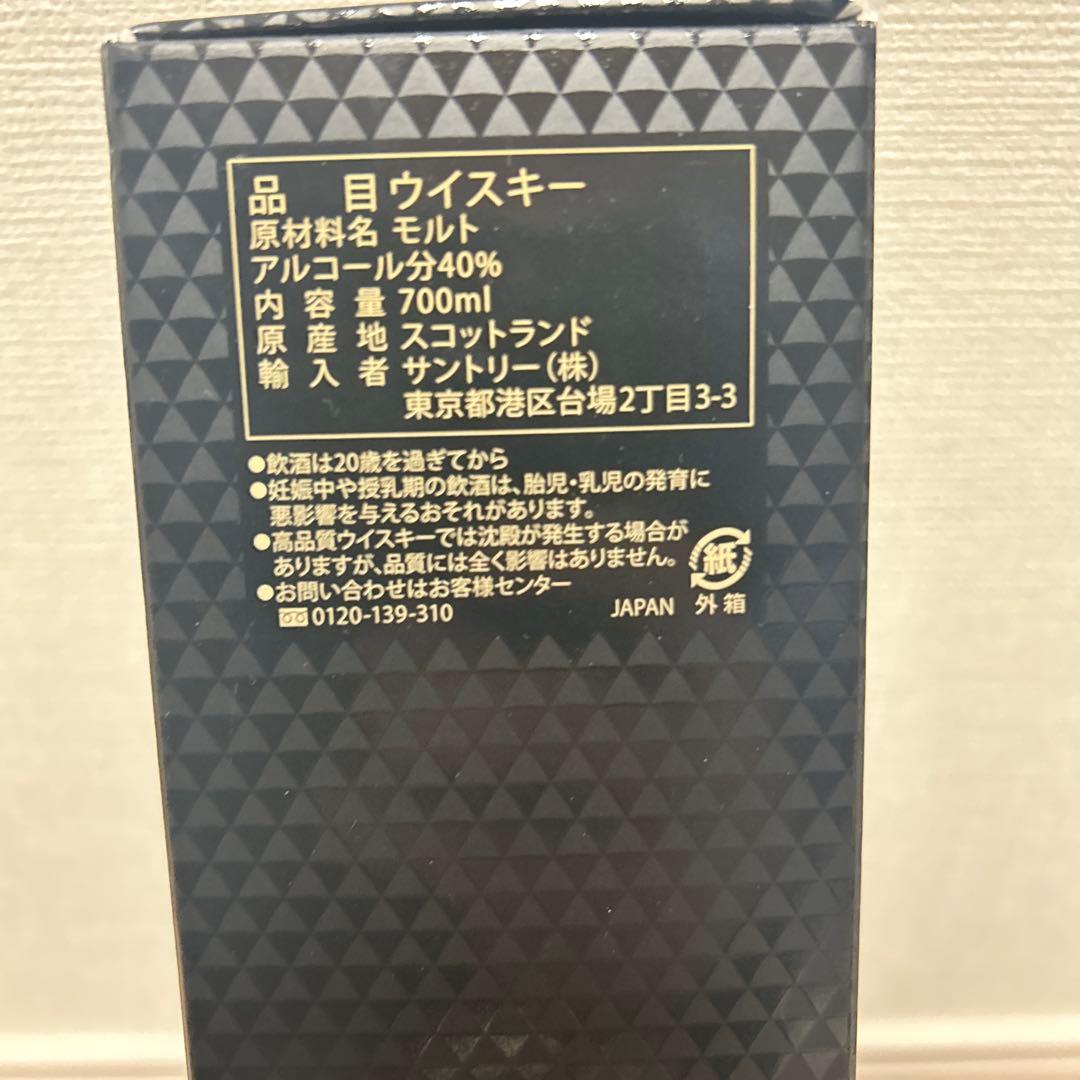 品 目 ウイスキー
原材料名 モルト
アルコール分40%
内容量 700ml
原産地 スコットランド
輸入者 サントリー(株)
東京都港区台場2丁目3-3
●飲酒は20歳を過ぎてから
●妊娠中や授乳期の飲酒は、胎児・乳児の発育に
悪影響を与えるおそれがあります。
●高品質ウイスキーでは沈殿が発生する場合が
ありますが、品質には全く影響はありません。
●お問い合わせはお客様センター
0120-139-310
JAPAN
紙
外箱